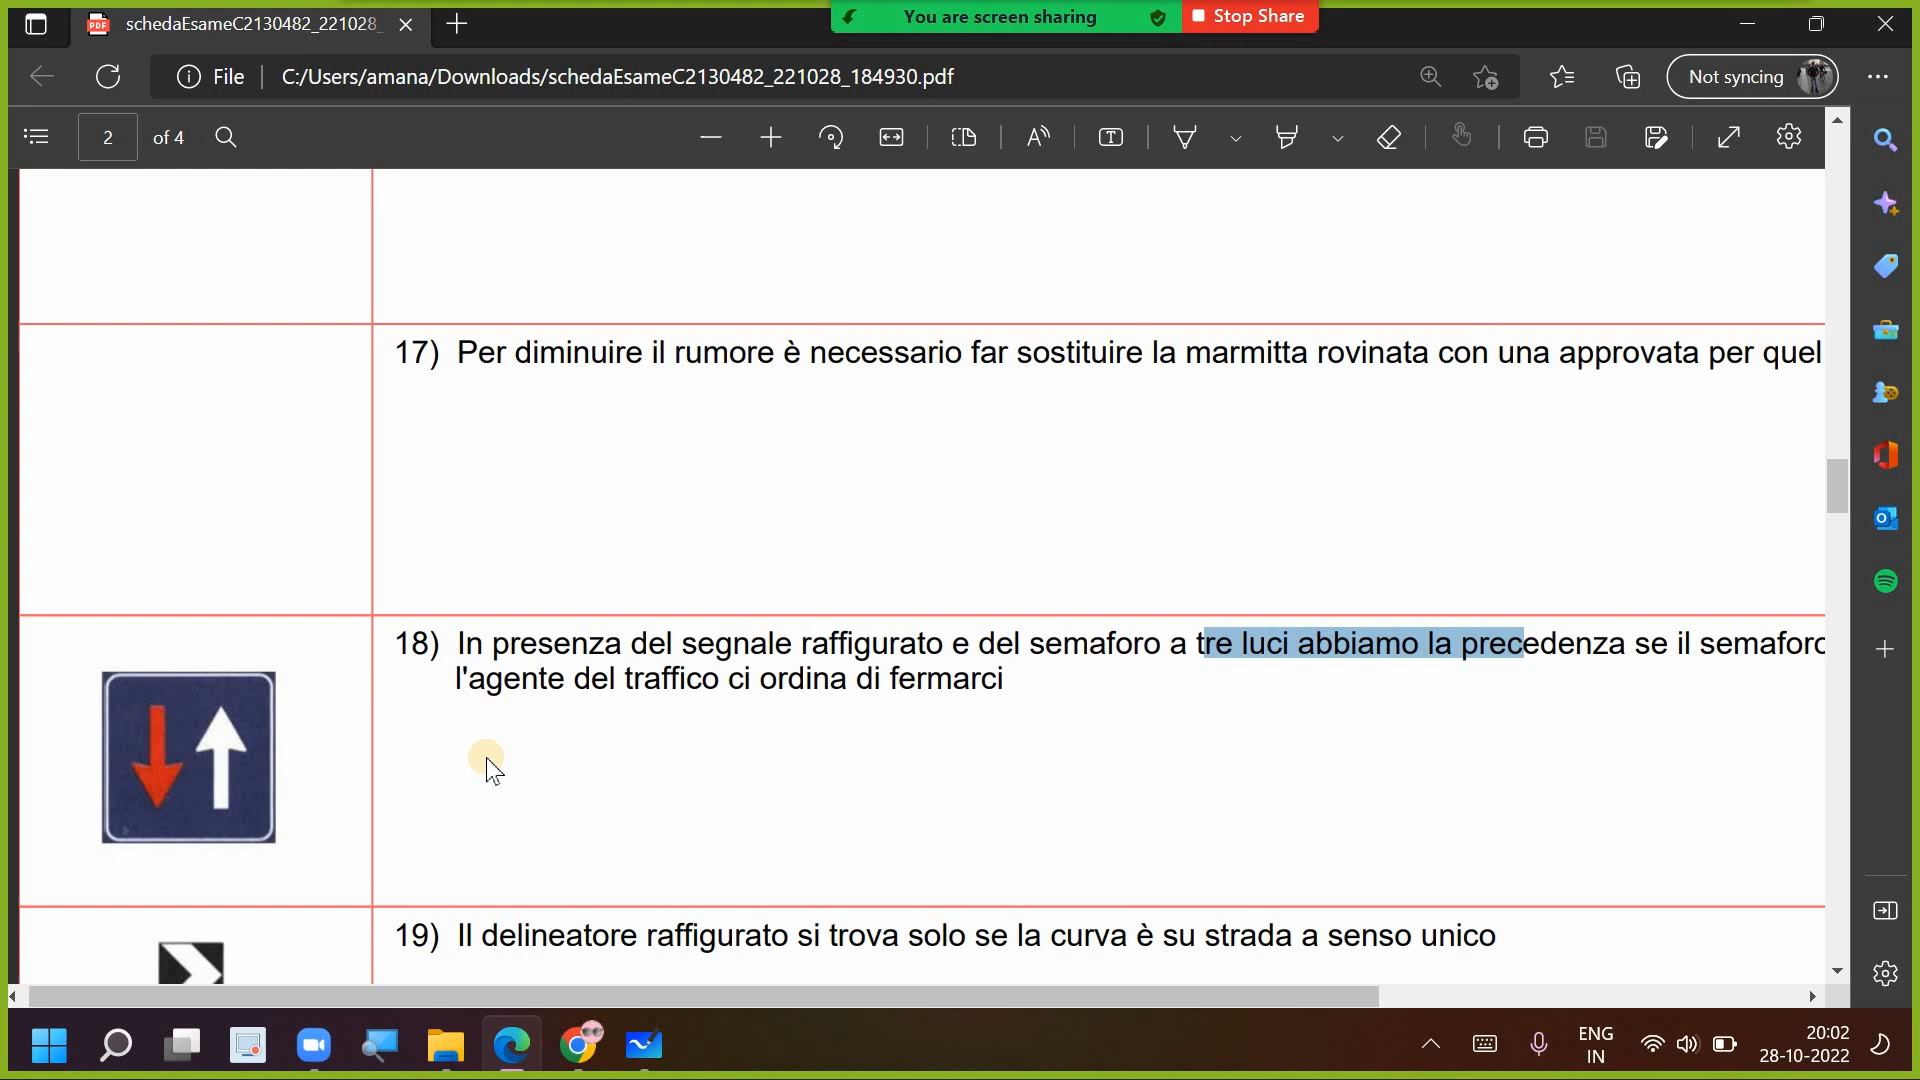 schedaEsameC2130482_221028_
You are screen sharing
Stop Share
File
C:/Users/amana/Downloads/schedaEsameC2130482_221028_184930.pdf
Not syncing
2 of 4
17) Per diminuire il rumore è necessario far sostituire la marmitta rovinata con una approvata per quel
18) In presenza del segnale raffigurato e del semaforo a tre luci abbiamo la precedenza se il semaforo
l'agente del traffico ci ordina di fermarci
19) Il delineatore raffigurato si trova solo se la curva è su strada a senso unico
ENG
IN
20:02
28-10-2022